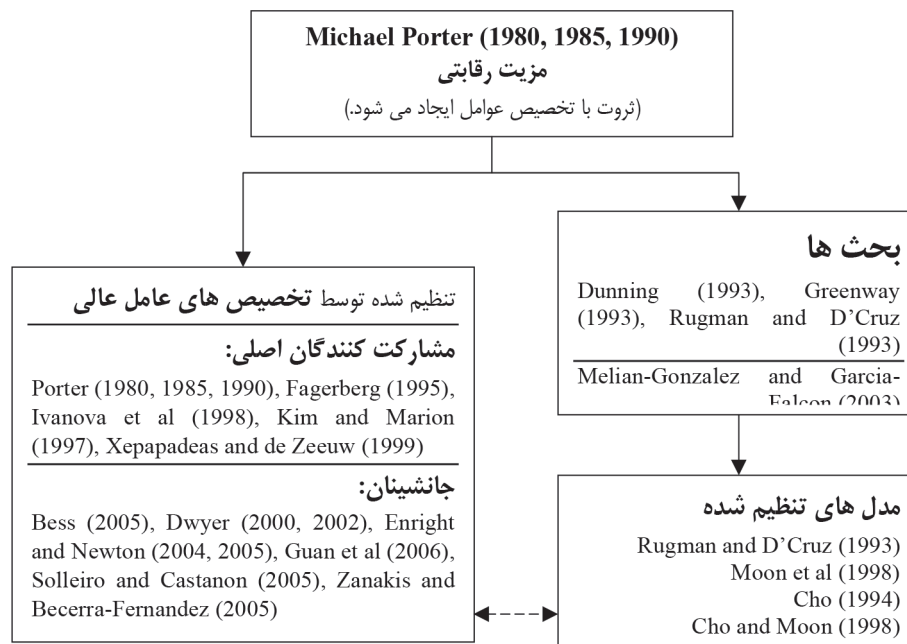 Michael Porter (1980, 1985, 1990)
مزیت رقابتی
(ثروت با تخصیص عوامل ایجاد می شود.)
تنظیم شده توسط تخصیص های عامل عالی
مشارکت کنندگان اصلی:
Porter (1980, 1985, 1990), Fagerberg (1995),
Ivanova et al (1998), Kim and Marion
(1997), Xepapadeas and de Zeeuw (1999)
جانشینان:
Bess (2005), Dwyer (2000, 2002), Enright
and Newton (2004, 2005), Guan et al (2006),
Solleiro and Castanon (2005), Zanakis and
Becerra-Fernandez (2005)
بحث ها
Dunning (1993), Greenway
(1993), Rugman and D'Cruz
(1993)
Melian-Gonzalez and Garcia-
Falcon (2003)
مدل های تنظیم شده
Rugman and D'Cruz (1993)
Moon et al (1998)
Cho (1994)
Cho and Moon (1998)